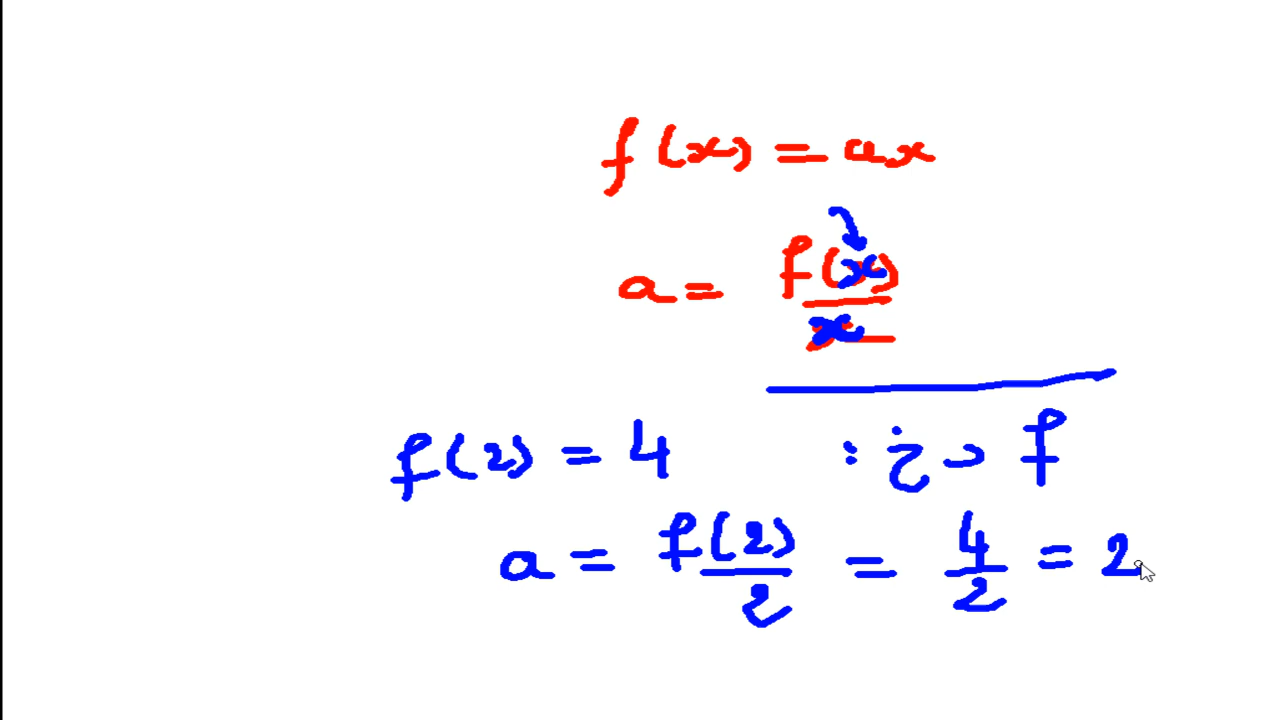 f(x) = ax
a = f(x)/x
f د خ : f(2) = 4
a = f(2)/2 = 4/2 = 2